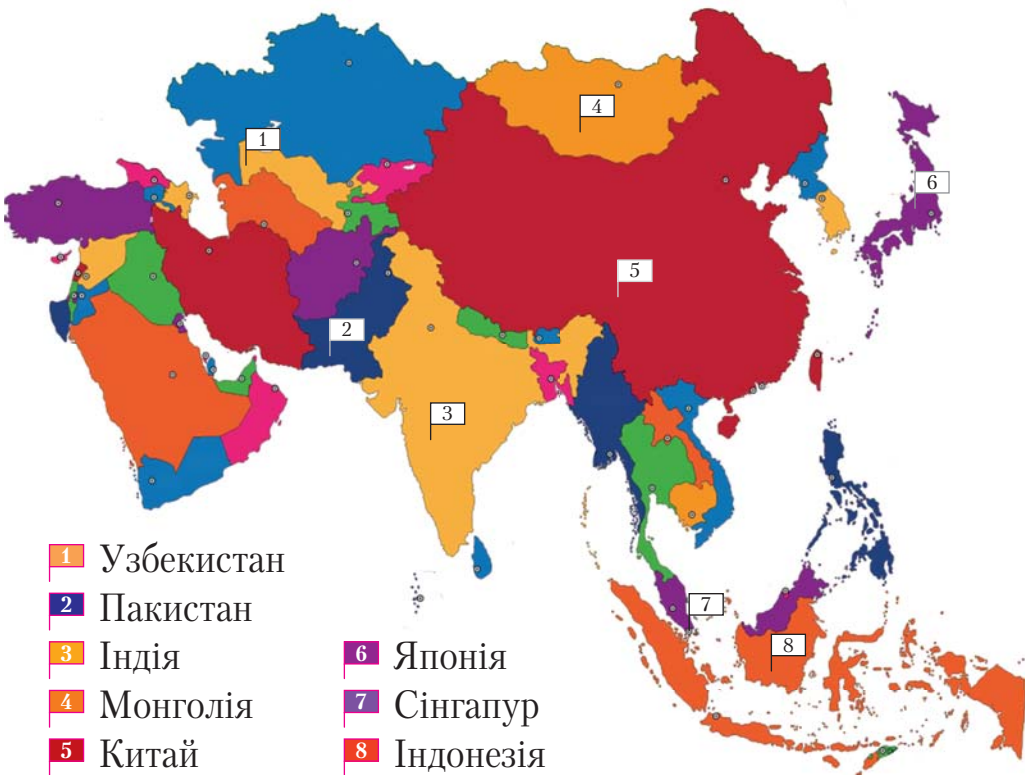 4
1
6
5
2
3
7
8
1 Узбекистан
2 Пакистан
3 Індія
4 Монголія
5 Китай
6 Японія
7 Сінгапур
8 Індонезія